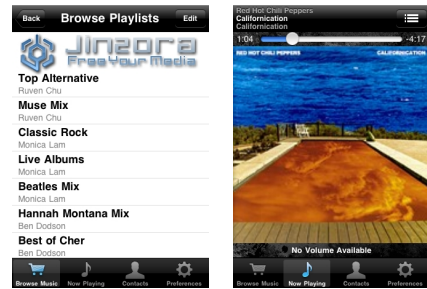 Back
Browse Playlists
Edit
Jinzora
Free Your Media
Top Alternative
Ruven Chu
Muse Mix
Ruven Chu
Classic Rock
Monica Lam
Live Albums
Monica Lam
Beatles Mix
Monica Lam
Hannah Montana Mix
Ben Dodson
Best of Cher
Ben Dodson
Browse Music
Now Playing
Contacts
Preferences
Red Hot Chili Peppers
Californication
Californication
1:04
-4:17
RED HOT CHILI PEPPERS
CALIFORNICATION
No Volume Available
Browse Music
Now Playing
Contacts
Preferences